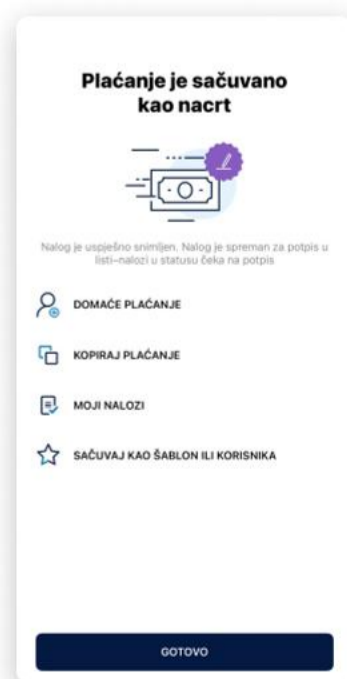 Plaćanje je sačuvano
kao nacrt
Nalog je uspješno snimljen. Nalog je spreman za potpis u
listi–nalozi u statusu čeka na potpis
DOMAĆE PLAĆANJE
KOPIRAJ PLAĆANJE
MOJI NALOZI
SAČUVAJ KAO ŠABLON ILI KORISNIKA
GOTOVO